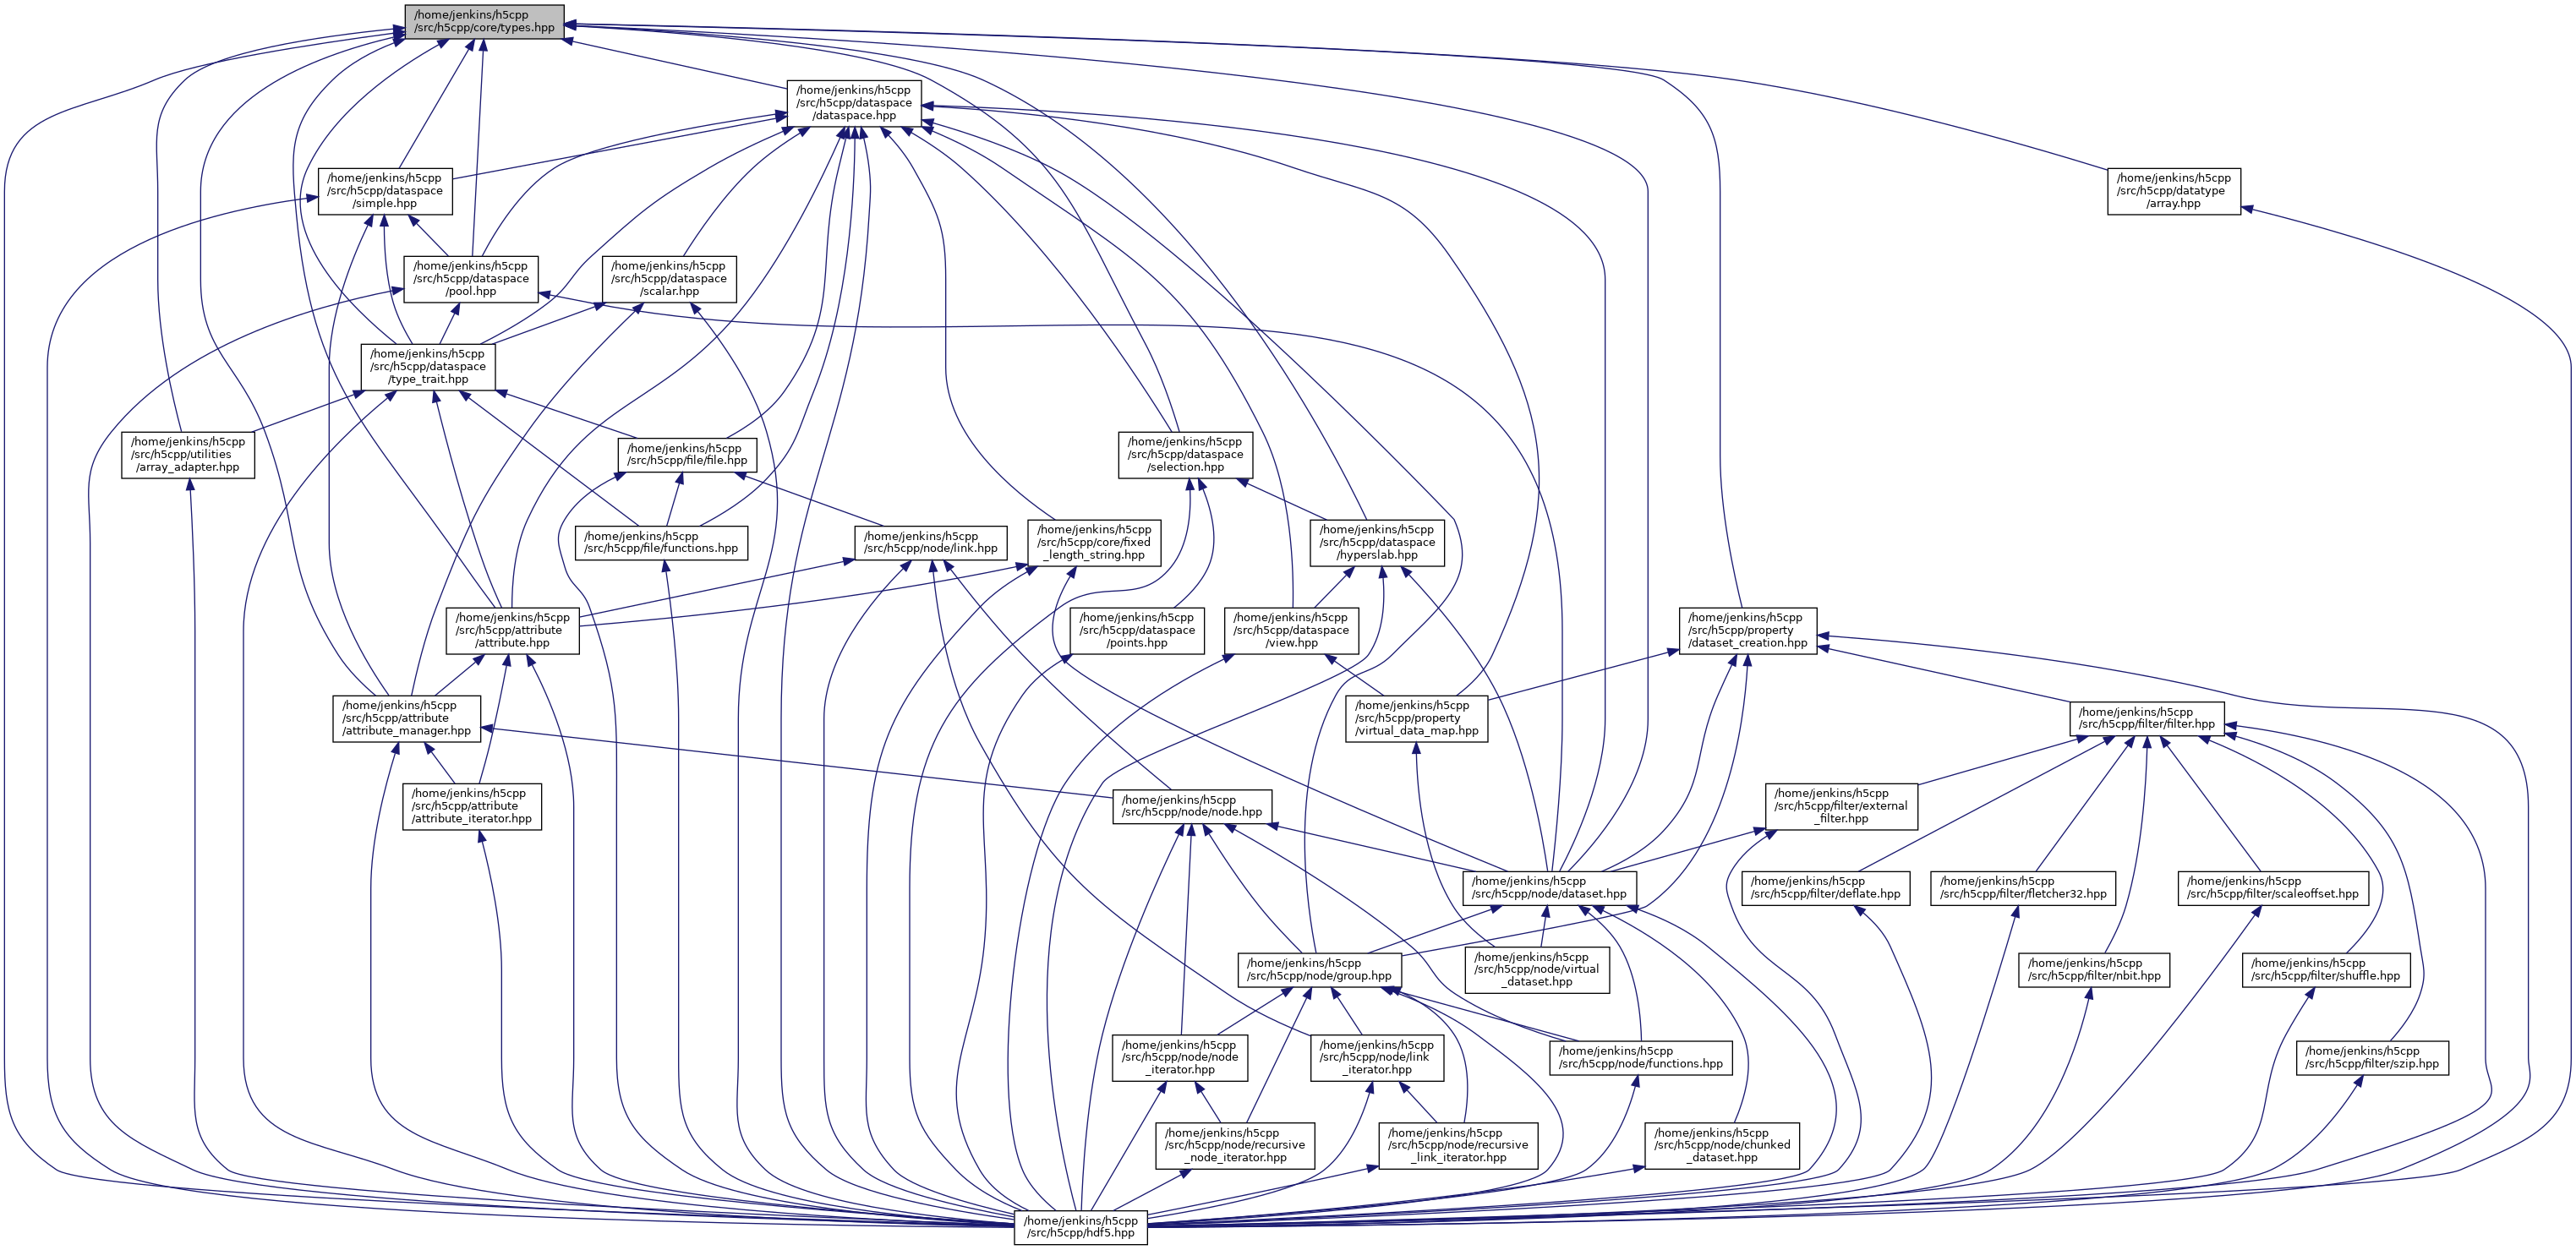 /home/jenkins/h5cpp
/src/h5cpp/core/types.hpp
/home/jenkins/h5cpp
/src/h5cpp/dataspace
/dataspace.hpp
/home/jenkins/h5cpp
/src/h5cpp/dataspace
/simple.hpp
/home/jenkins/h5cpp
/src/h5cpp/datatype
/array.hpp
/home/jenkins/h5cpp
/src/h5cpp/dataspace
/pool.hpp
/home/jenkins/h5cpp
/src/h5cpp/dataspace
/scalar.hpp
/home/jenkins/h5cpp
/src/h5cpp/dataspace
/type_trait.hpp
/home/jenkins/h5cpp
/src/h5cpp/utilities
/array_adapter.hpp
/home/jenkins/h5cpp
/src/h5cpp/file/file.hpp
/home/jenkins/h5cpp
/src/h5cpp/dataspace
/selection.hpp
/home/jenkins/h5cpp
/src/h5cpp/file/functions.hpp
/home/jenkins/h5cpp
/src/h5cpp/node/link.hpp
/home/jenkins/h5cpp
/src/h5cpp/core/fixed
_length_string.hpp
/home/jenkins/h5cpp
/src/h5cpp/dataspace
/hyperslab.hpp
/home/jenkins/h5cpp
/src/h5cpp/attribute
/attribute.hpp
/home/jenkins/h5cpp
/src/h5cpp/dataspace
/points.hpp
/home/jenkins/h5cpp
/src/h5cpp/dataspace
/view.hpp
/home/jenkins/h5cpp
/src/h5cpp/property
/dataset_creation.hpp
/home/jenkins/h5cpp
/src/h5cpp/attribute
/attribute_manager.hpp
/home/jenkins/h5cpp
/src/h5cpp/property
/virtual_data_map.hpp
/home/jenkins/h5cpp
/src/h5cpp/filter/filter.hpp
/home/jenkins/h5cpp
/src/h5cpp/attribute
/attribute_iterator.hpp
/home/jenkins/h5cpp
/src/h5cpp/node/node.hpp
/home/jenkins/h5cpp
/src/h5cpp/filter/external
_filter.hpp
/home/jenkins/h5cpp
/src/h5cpp/node/dataset.hpp
/home/jenkins/h5cpp
/src/h5cpp/filter/deflate.hpp
/home/jenkins/h5cpp
/src/h5cpp/filter/fletcher32.hpp
/home/jenkins/h5cpp
/src/h5cpp/filter/scaleoffset.hpp
/home/jenkins/h5cpp
/src/h5cpp/node/group.hpp
/home/jenkins/h5cpp
/src/h5cpp/node/virtual
_dataset.hpp
/home/jenkins/h5cpp
/src/h5cpp/filter/nbit.hpp
/home/jenkins/h5cpp
/src/h5cpp/filter/shuffle.hpp
/home/jenkins/h5cpp
/src/h5cpp/node/node
_iterator.hpp
/home/jenkins/h5cpp
/src/h5cpp/node/link
_iterator.hpp
/home/jenkins/h5cpp
/src/h5cpp/node/functions.hpp
/home/jenkins/h5cpp
/src/h5cpp/filter/szip.hpp
/home/jenkins/h5cpp
/src/h5cpp/node/recursive
_node_iterator.hpp
/home/jenkins/h5cpp
/src/h5cpp/node/recursive
_link_iterator.hpp
/home/jenkins/h5cpp
/src/h5cpp/node/chunked
_dataset.hpp
/home/jenkins/h5cpp
/src/h5cpp/hdf5.hpp